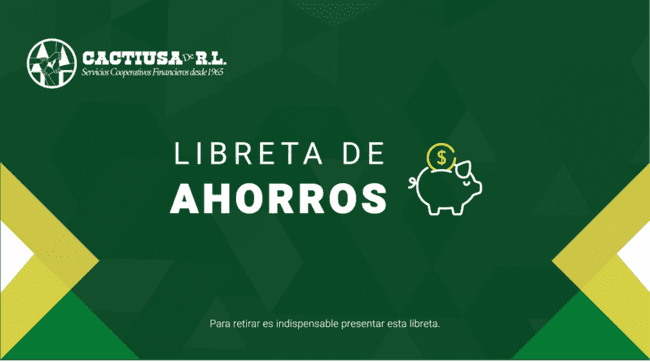 CACTIUSA De R.L.
Servicios Cooperativos Financieros desde 1965
LIBRETA DE
AHORROS
$
Para retirar es indispensable presentar esta libreta.